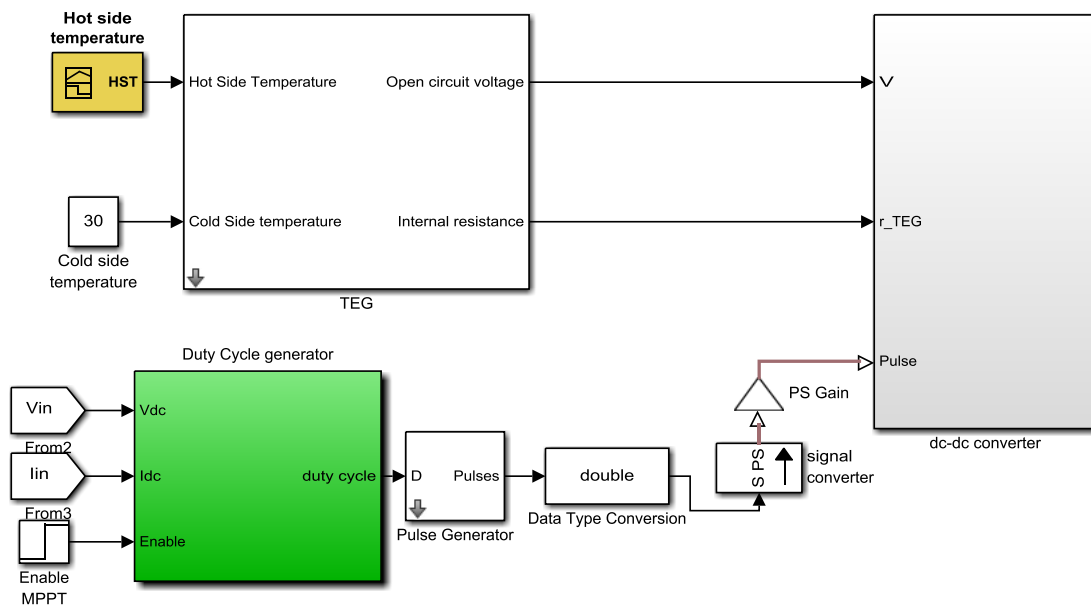 Hot side
temperature
HST
Hot Side Temperature
Open circuit voltage
V
30
Cold Side temperature
Internal resistance
r_TEG
Cold side
temperature
TEG
Duty Cycle generator
Pulse
PS Gain
Vin
Vdc
From2
dc-dc converter
Iin
Idc
duty cycle
D
Pulses
double
S PS
signal
converter
From3
Data Type Conversion
Pulse Generator
Enable
Enable
MPPT